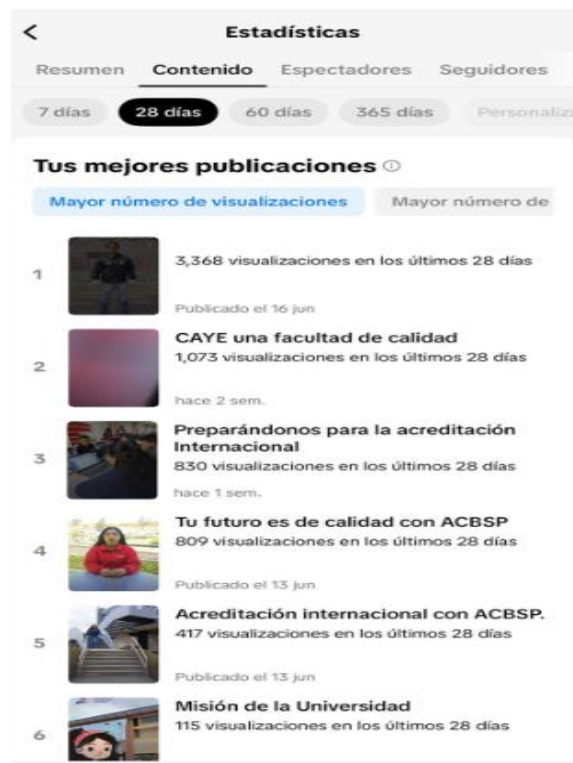 Estadísticas
Resumen Contenido Espectadores Seguidores
7 días 28 días 60 días 365 días Personaliz
Tus mejores publicaciones
Mayor número de visualizaciones Mayor número de
1
3,368 visualizaciones en los últimos 28 días
Publicado el 16 jun
2
CAYE una facultad de calidad
1,073 visualizaciones en los últimos 28 días
hace 2 sem.
3
Preparándonos para la acreditación
Internacional
830 visualizaciones en los últimos 28 días
hace 1 sem.
4
Tu futuro es de calidad con ACBSP
809 visualizaciones en los últimos 28 días
Publicado el 13 jun
5
Acreditación internacional con ACBSP.
417 visualizaciones en los últimos 28 días
Publicado el 13 jun
6
Misión de la Universidad
115 visualizaciones en los últimos 28 días